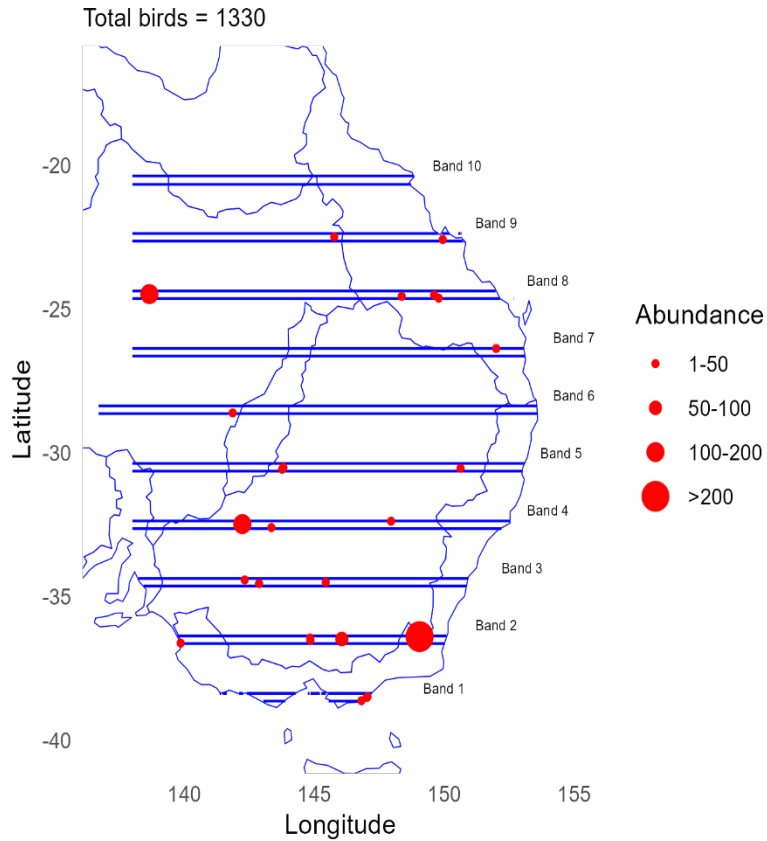 Total birds = 1330
-20
-25
-30
-35
-40
Latitude
Band 10
Band 9
Band 8
Band 7
Band 6
Band 5
Band 4
Band 3
Band 2
Band 1
140
145
150
155
Longitude
Abundance
1-50
50-100
100-200
>200